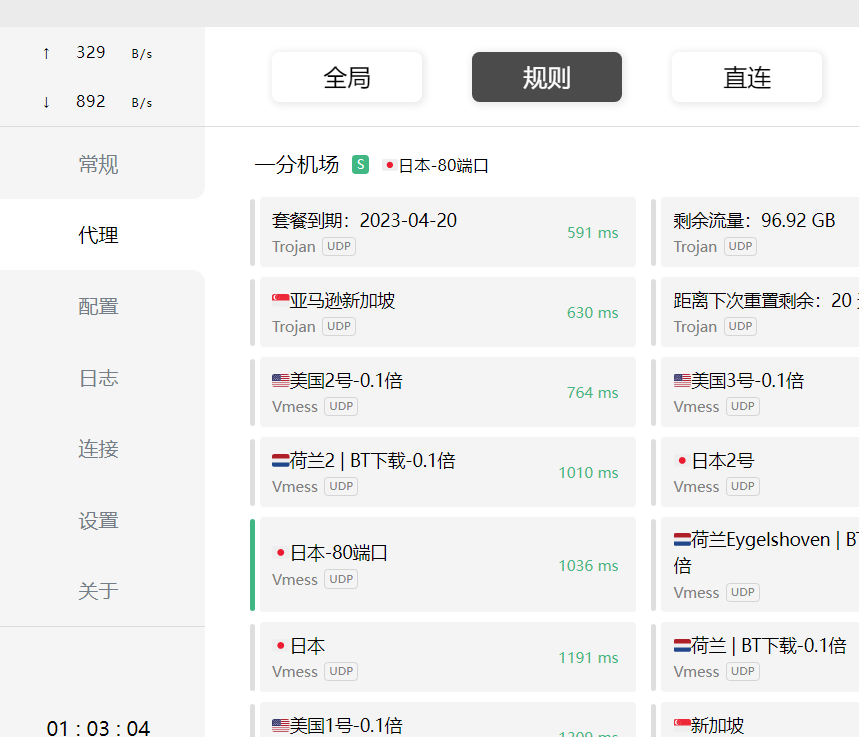 ↑ 329 B/s
↓ 892 B/s
常规
代理
配置
日志
连接
设置
关于
01 : 03 : 04
全局 规则 直连
一分机场 S 日本-80端口
套餐到期：2023-04-20
Trojan UDP
591 ms
剩余流量：96.92 GB
Trojan UDP
亚马逊新加坡
Trojan UDP
630 ms
距离下次重置剩余：20
Trojan UDP
美国2号-0.1倍
Vmess UDP
764 ms
美国3号-0.1倍
Vmess UDP
荷兰2 | BT下载-0.1倍
Vmess UDP
1010 ms
日本2号
Vmess UDP
日本-80端口
Vmess UDP
1036 ms
荷兰Eygelshoven | BT
倍
Vmess UDP
日本
Vmess UDP
1191 ms
荷兰 | BT下载-0.1倍
Vmess UDP
美国1号-0.1倍
新加坡